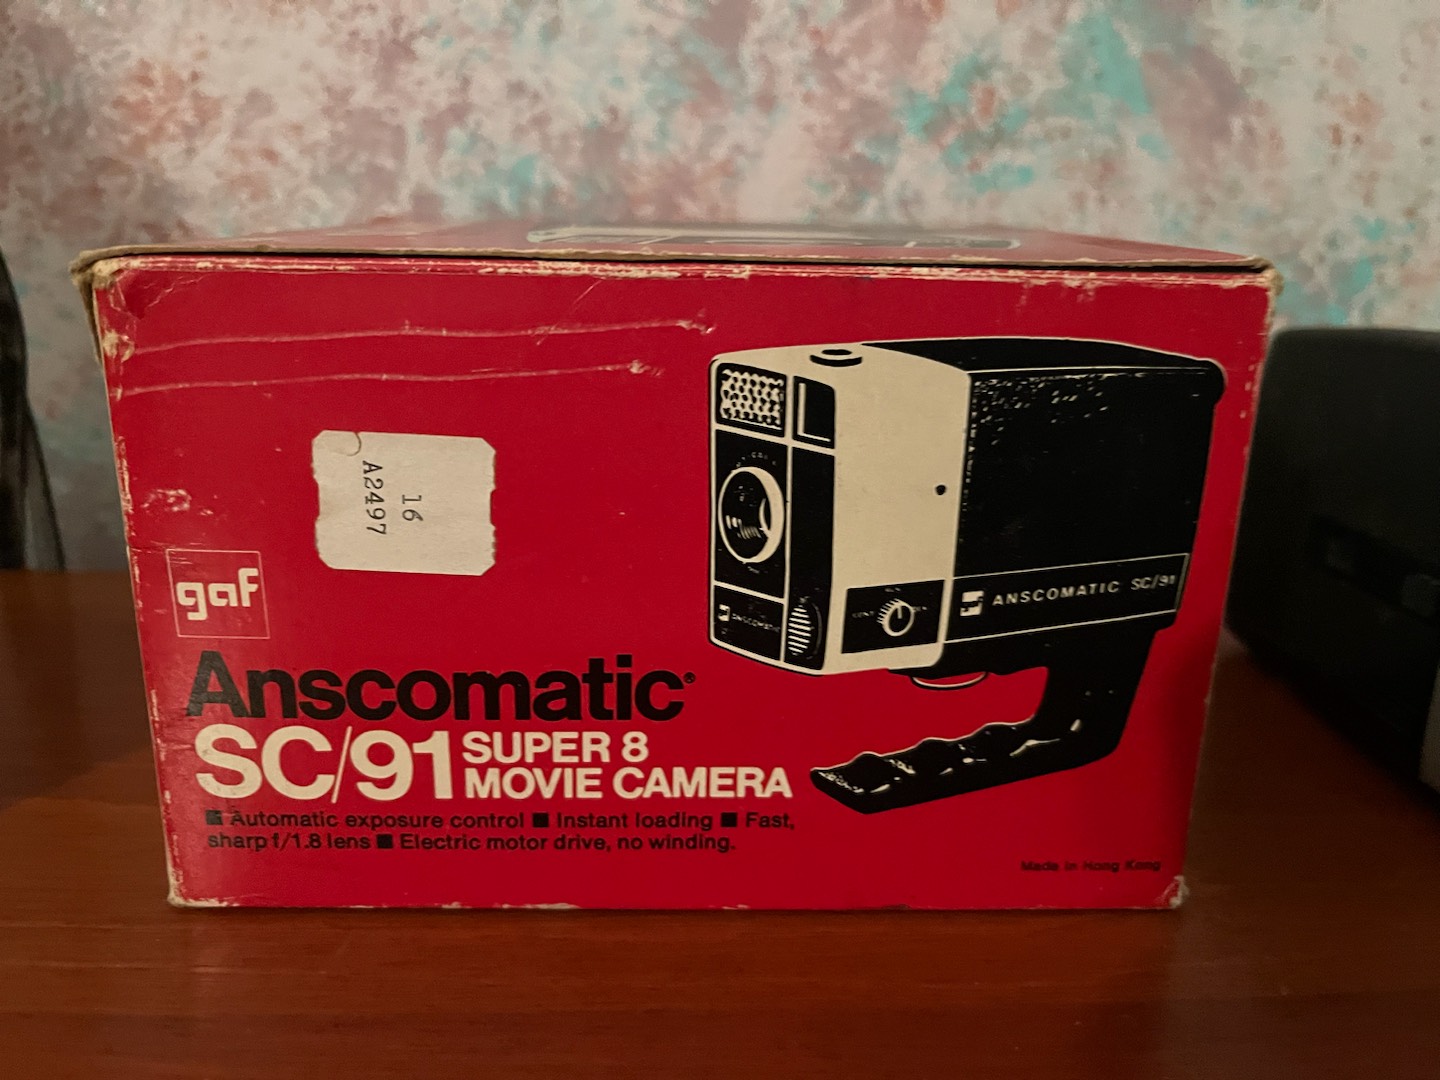 16
A2497
gaf
Anscomatic®
SC/91 SUPER 8
MOVIE CAMERA
■ Automatic exposure control ■ Instant loading ■ Fast,
sharp f/1.8 lens ■ Electric motor drive, no winding.
ANSCOMATIC SC/91
ANSCOMATIC
Made in Hong Kong